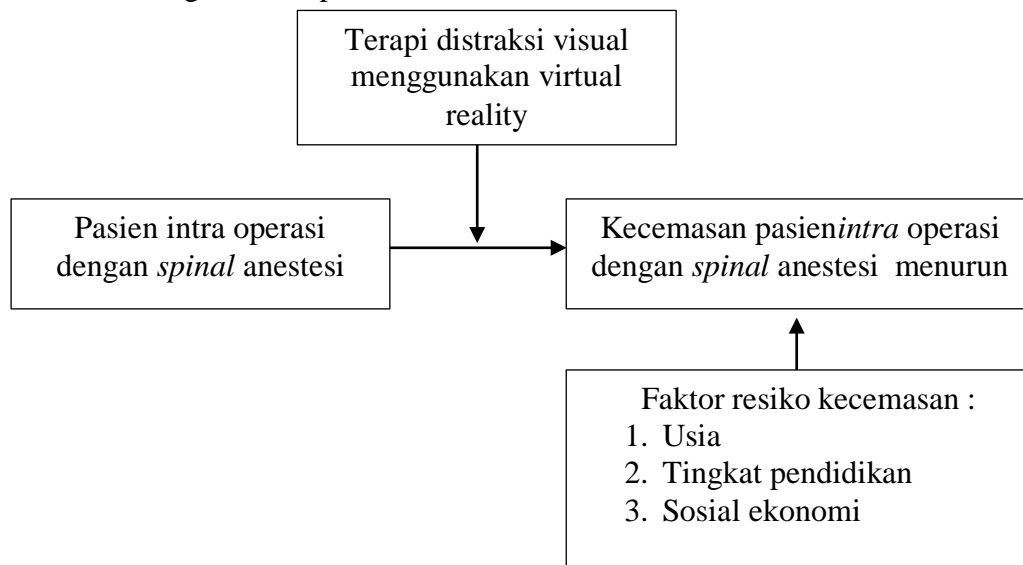 Terapi distraksi visual
menggunakan virtual
reality
Pasien intra operasi
dengan spinal anestesi
Kecemasan pasienintra operasi
dengan spinal anestesi menurun
Faktor resiko kecemasan :
1. Usia
2. Tingkat pendidikan
3. Sosial ekonomi